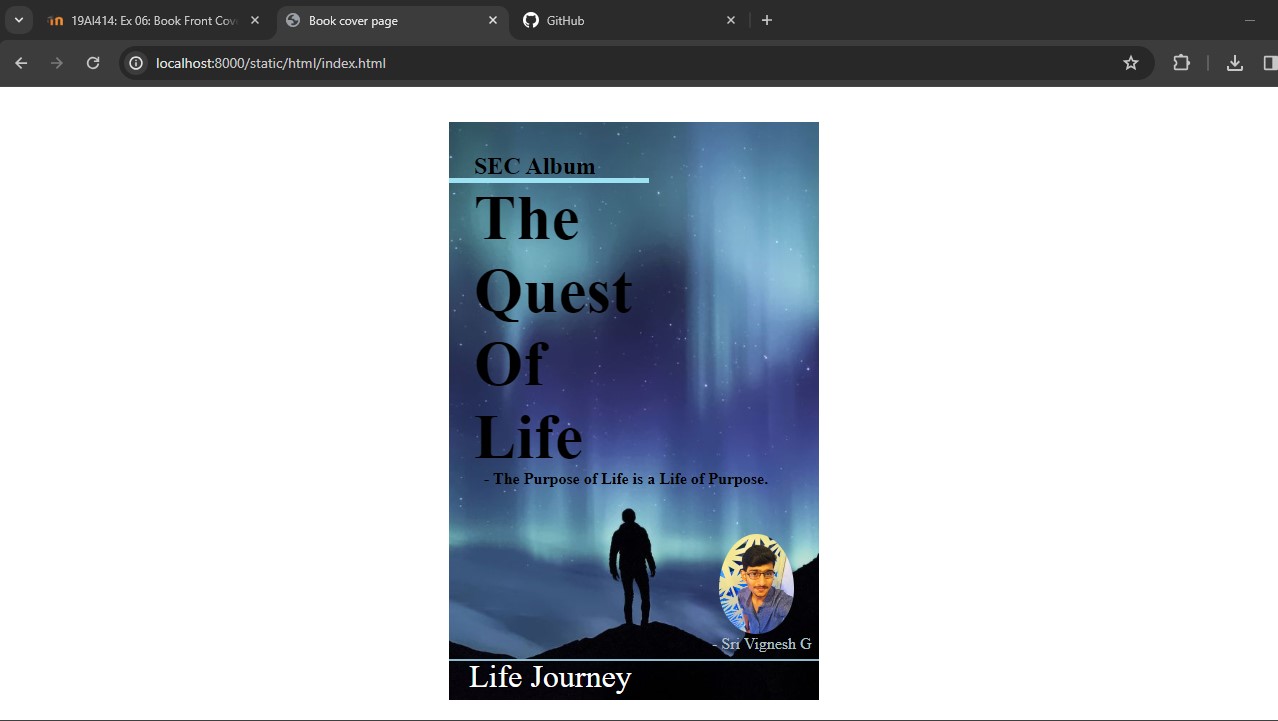 19AI414: Ex 06: Book Front Cov
Book cover page
GitHub
localhost:8000/static/html/index.html
SEC Album
The
Quest
Of
Life
- The Purpose of Life is a Life of Purpose.
- Sri Vignesh G
Life Journey